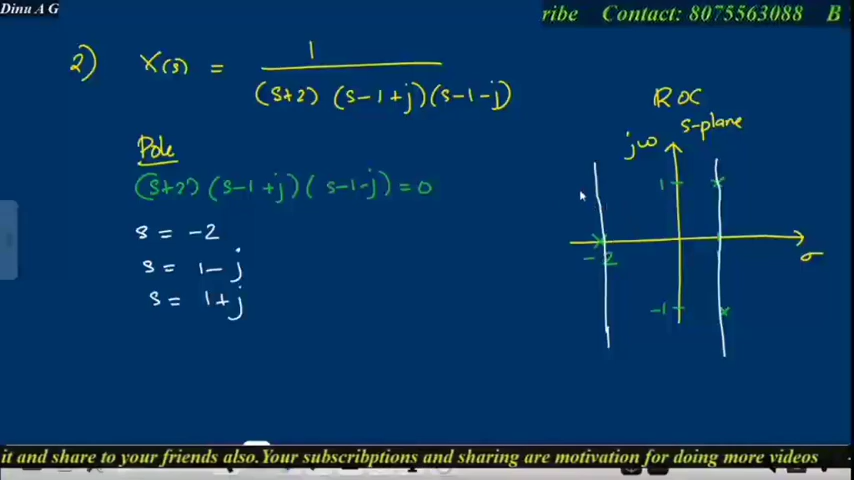 Dinu A G
ribe Contact: 8075563088 B
2) X(s) = 1 / (s+2) (s-1+j)(s-1-j)
ROC
s-plane
jω
Pole
(s+2) (s-1+j) (s-1-j) = 0
1
s = -2
σ
-2
s = 1-j
s = 1+j
-1
it and share to your friends also.Your subscribptions and sharing are motivation for doing more videos